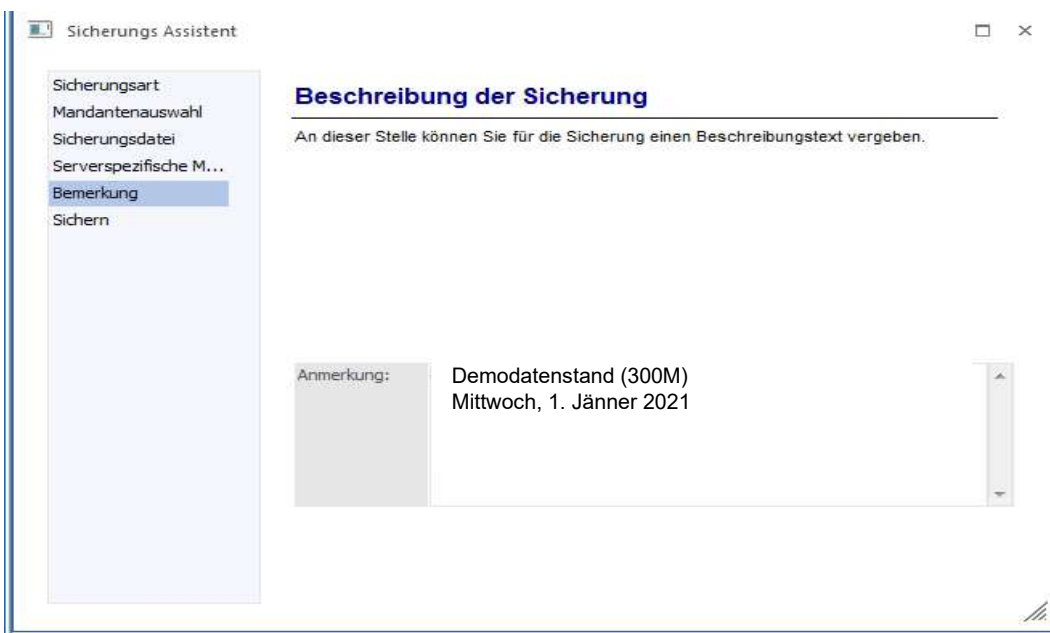 Sicherungs Assistent
Sicherungsart
Mandantenauswahl
Sicherungsdatei
Serverspezifische M...
Bemerkung
Sichern
Beschreibung der Sicherung
An dieser Stelle können Sie für die Sicherung einen Beschreibungstext vergeben.
Anmerkung:
Demodatenstand (300M)
Mittwoch, 1. Jänner 2021